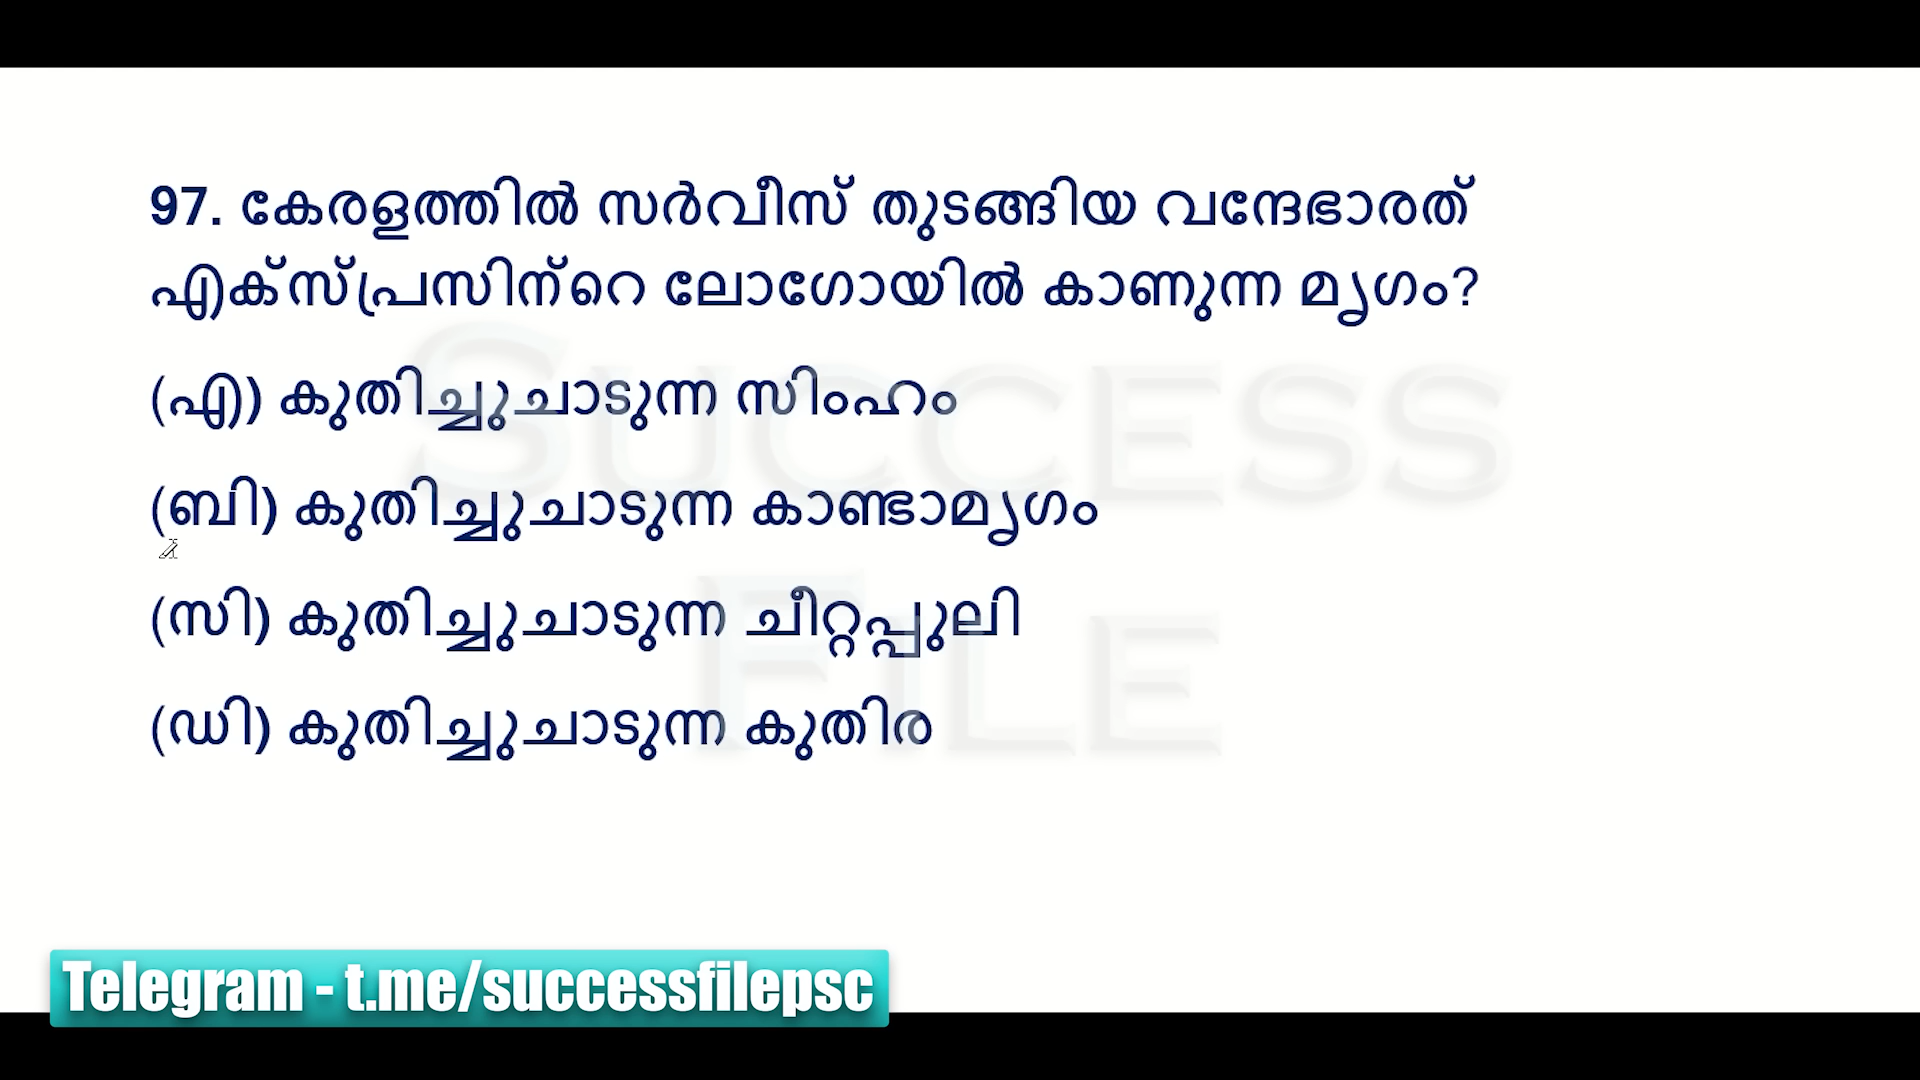 97. കേരളത്തിൽ സർവീസ് തുടങ്ങിയ വന്ദേഭാരത്
എക്സ്പ്രസിന്റെ ലോഗോയിൽ കാണുന്ന മൃഗം?
(എ) കുതിച്ചുചാടുന്ന സിംഹം
(ബി) കുതിച്ചുചാടുന്ന കാണ്ടാമൃഗം
(സി) കുതിച്ചുചാടുന്ന ചീറ്റപ്പുലി
(ഡി) കുതിച്ചുചാടുന്ന കുതിര
SUCCESS
FILE
Telegram - t.me/successfilepsc